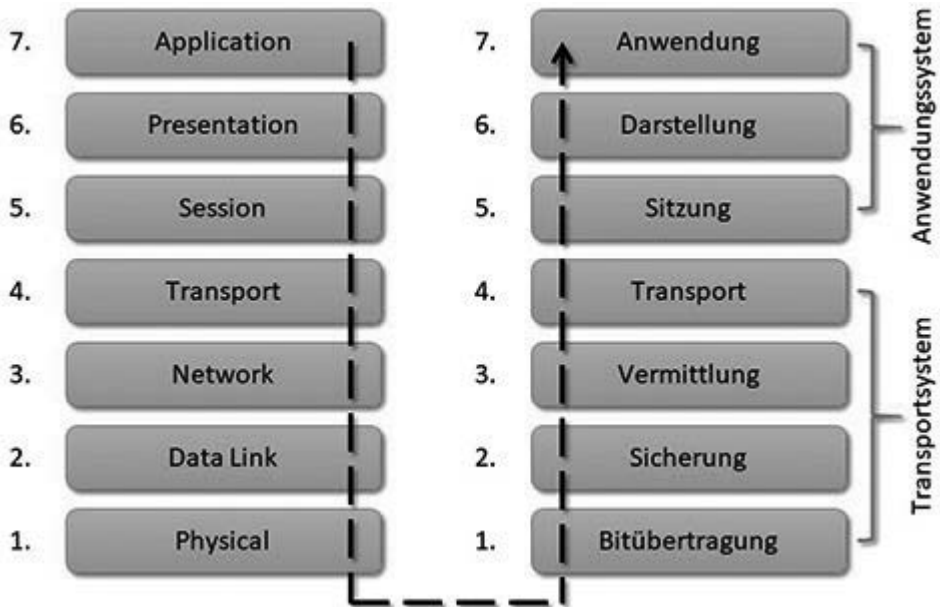 7. Application
6. Presentation
5. Session
4. Transport
3. Network
2. Data Link
1. Physical
7. Anwendung
6. Darstellung
5. Sitzung
4. Transport
3. Vermittlung
2. Sicherung
1. Bitübertragung
Anwendungssystem
Transportsystem